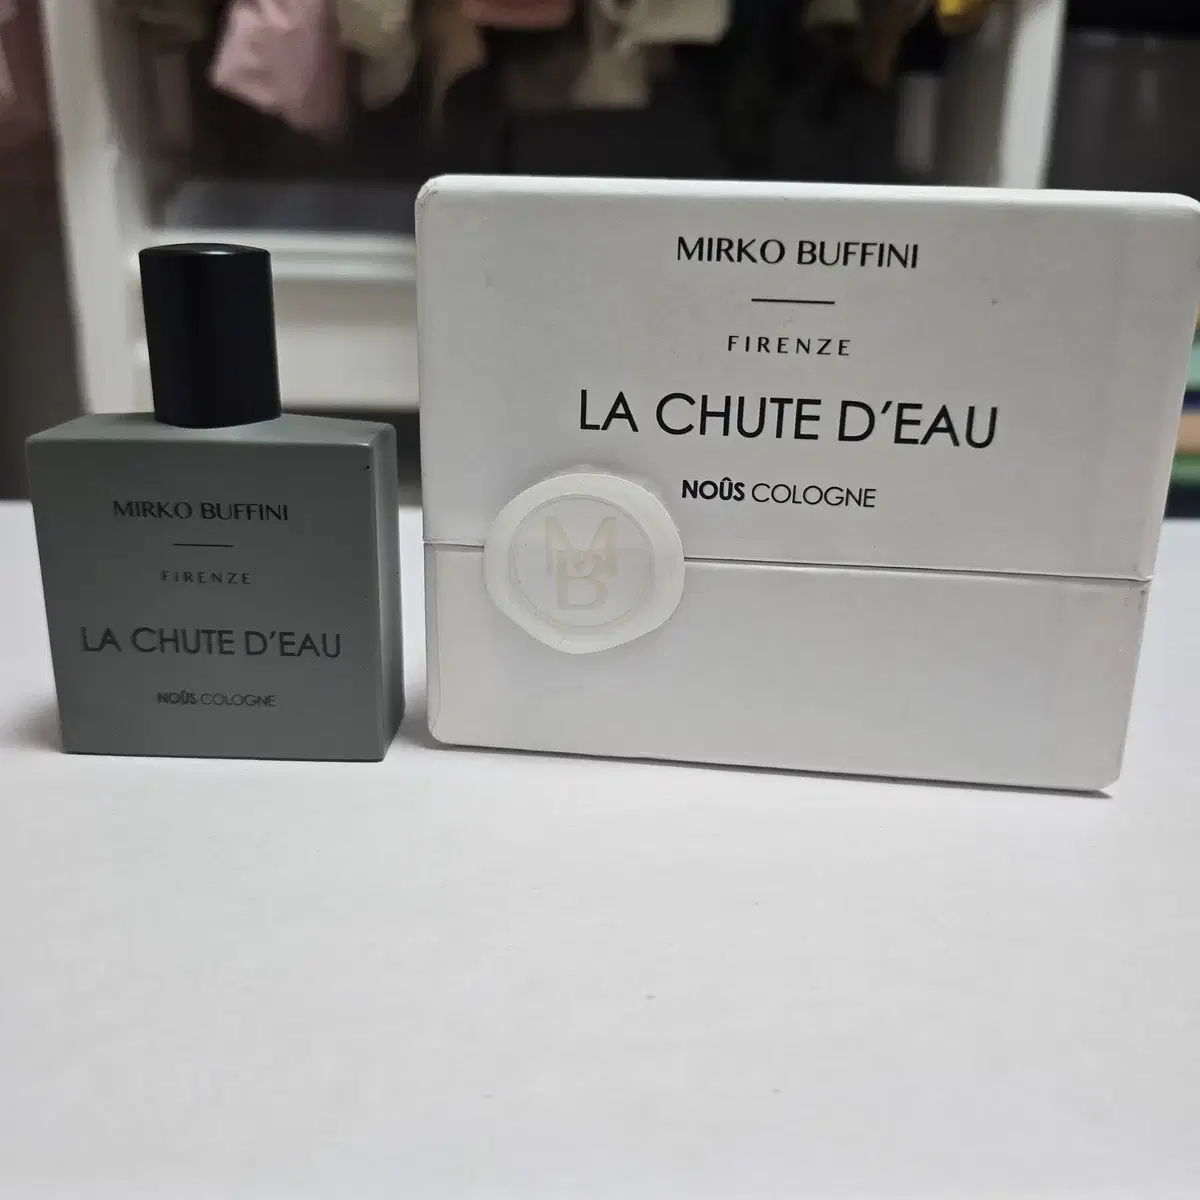 MIRKO BUFFINI
FIRENZE
LA CHUTE D'EAU
NOÛS COLOGNE
MIRKO BUFFINI
FIRENZE
LA CHUTE D'EAU
NOÛS COLOGNE
MB